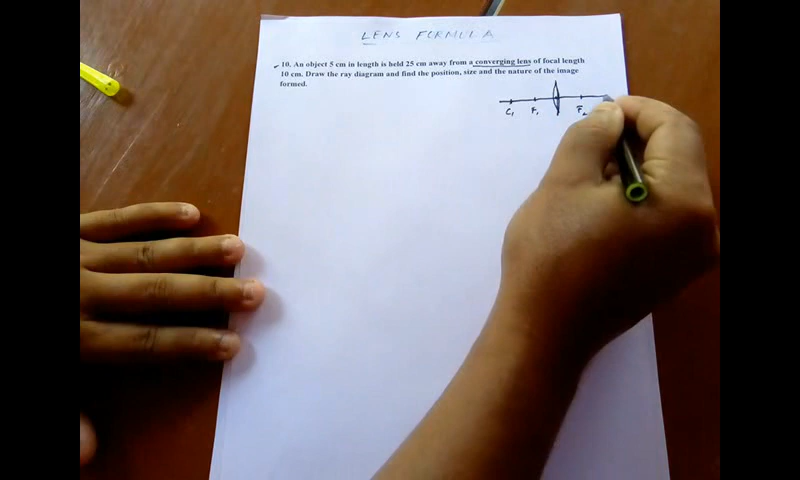 LENS FORMULA
10. An object 5 cm in length is held 25 cm away from a converging lens of focal length
10 cm. Draw the ray diagram and find the position, size and the nature of the image
formed.
C₁ F₁ F₂